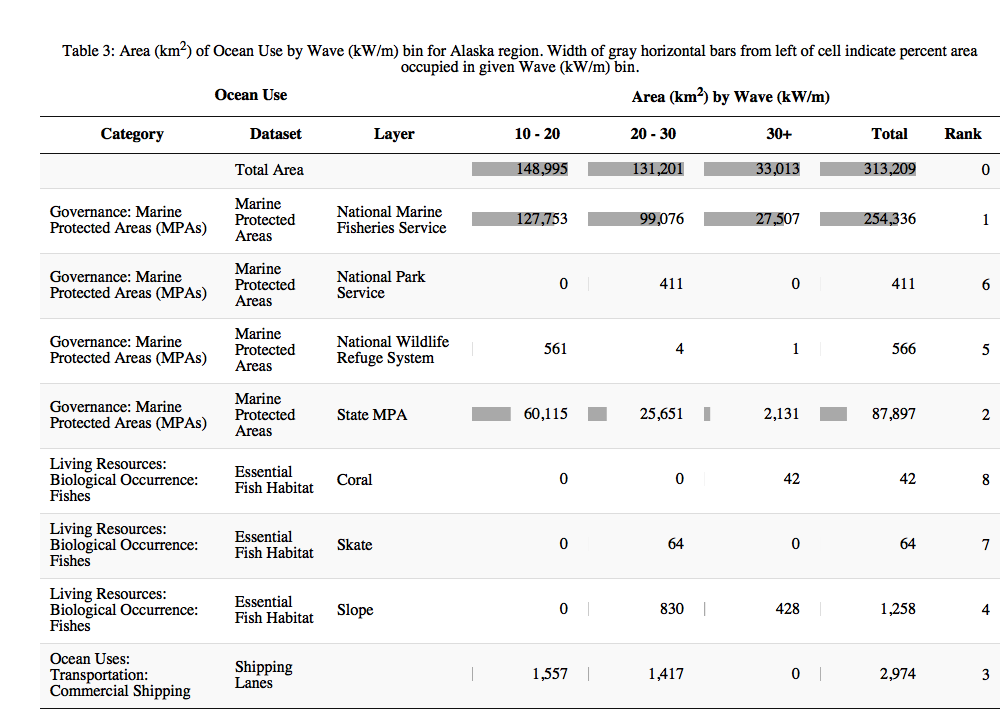 Table 3: Area (km2) of Ocean Use by Wave (kW/m) bin for Alaska region. Width of gray horizontal bars from left of cell indicate percent area
occupied in given Wave (kW/m) bin.
Ocean Use Area (km2) by Wave (kW/m)
Category Dataset Layer 10 - 20 20 - 30 30+ Total Rank
Total Area 148,995 131,201 33,013 313,209 0
Governance: Marine
Protected Areas (MPAs)
Marine
Protected
Areas
National Marine
Fisheries Service
127,753 99,076 27,507 254,336 1
Governance: Marine
Protected Areas (MPAs)
Marine
Protected
Areas
National Park
Service
0 411 0 411 6
Governance: Marine
Protected Areas (MPAs)
Marine
Protected
Areas
National Wildlife
Refuge System
561 4 1 566 5
Governance: Marine
Protected Areas (MPAs)
Marine
Protected
Areas
State MPA
60,115 25,651 2,131 87,897 2
Living Resources:
Biological Occurrence:
Fishes
Essential
Fish Habitat
Coral
0 0 42 42 8
Living Resources:
Biological Occurrence:
Fishes
Essential
Fish Habitat
Skate
0 64 0 64 7
Living Resources:
Biological Occurrence:
Fishes
Essential
Fish Habitat
Slope
0 830 428 1,258 4
Ocean Uses:
Transportation:
Commercial Shipping
Shipping
Lanes
1,557 1,417 0 2,974 3